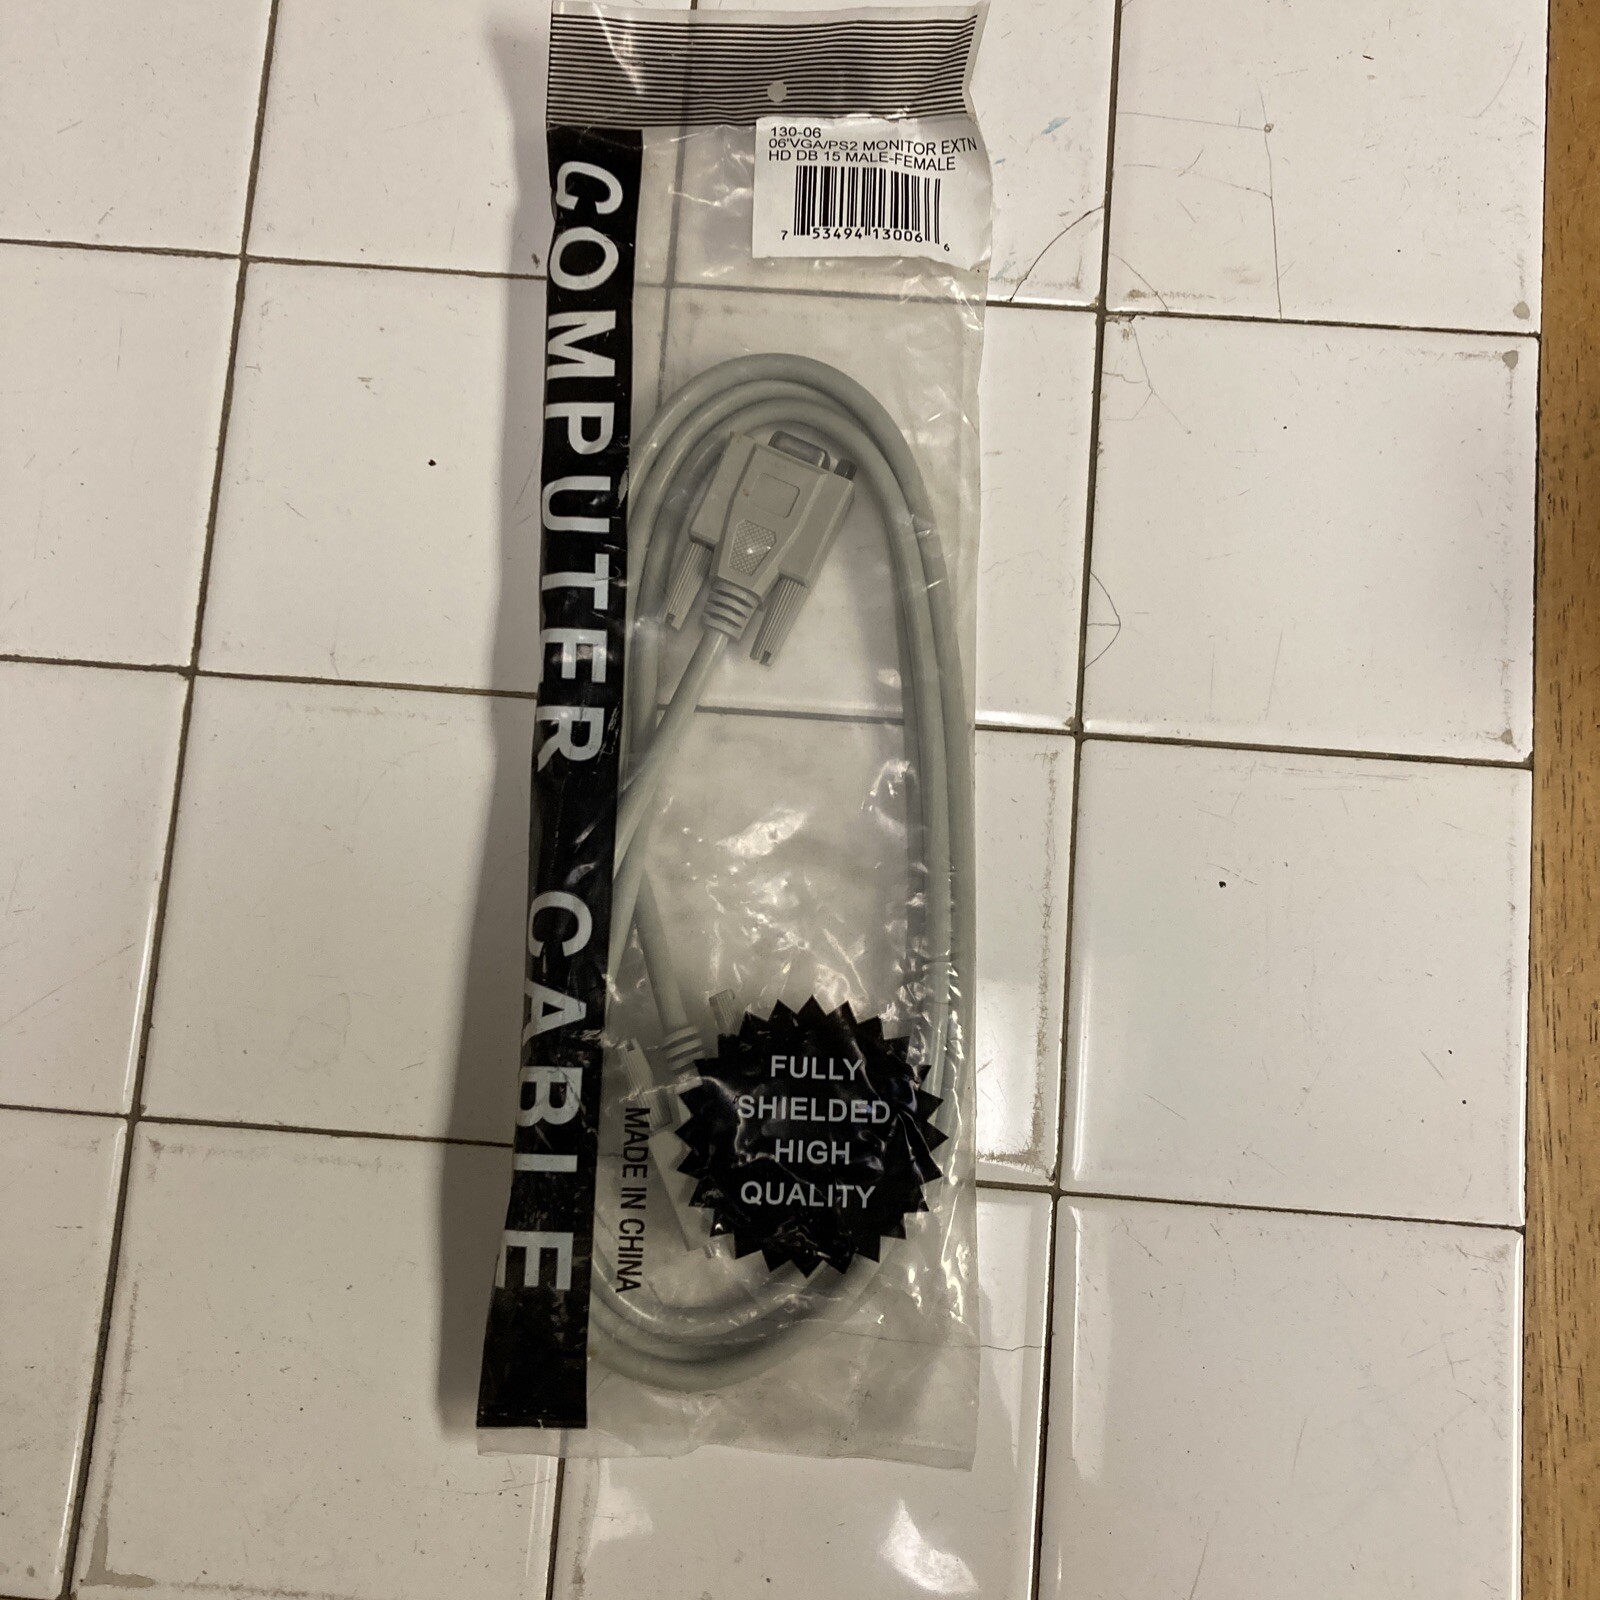 130-06
06'VGA/PS2 MONITOR EXTN
HD DB 15 MALE-FEMALE
7 53494 13006 6
COMPUTER CABLE
MADE IN CHINA
FULLY
SHIELDED
HIGH
QUALITY